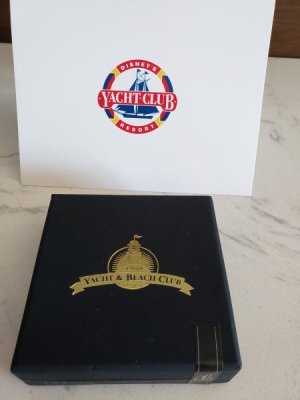 DISNEY'S
YACHT CLUB
RESORT
YACHT & BEACH CLUB